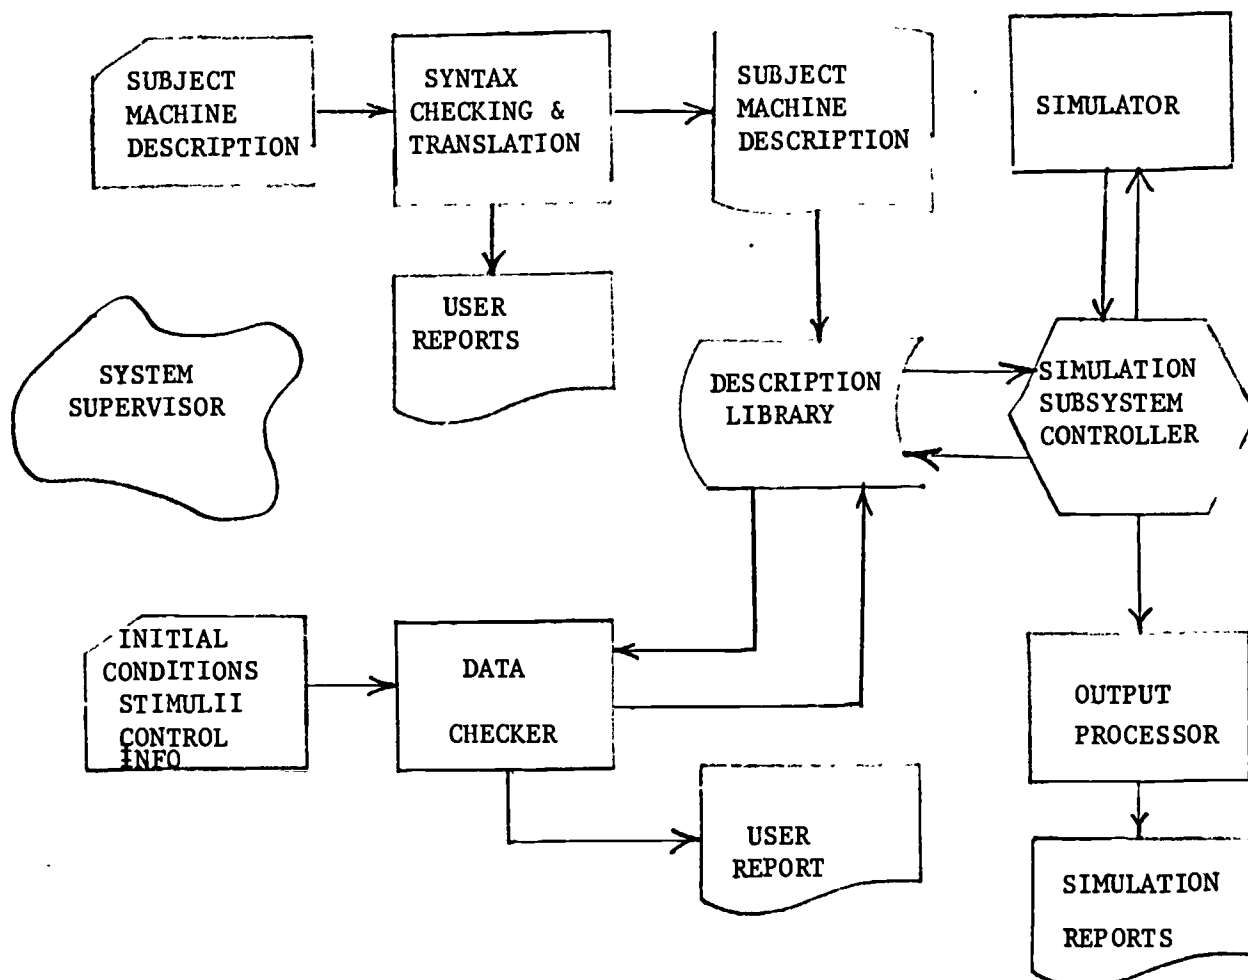 SUBJECT
MACHINE
DESCRIPTION
SYNTAX
CHECKING &
TRANSLATION
SUBJECT
MACHINE
DESCRIPTION
SIMULATOR
USER
REPORTS
SYSTEM
SUPERVISOR
DESCRIPTION
LIBRARY
SIMULATION
SUBSYSTEM
CONTROLLER
INITIAL
CONDITIONS
STIMULII
CONTROL
INFO
DATA
CHECKER
USER
REPORT
OUTPUT
PROCESSOR
SIMULATION
REPORTS